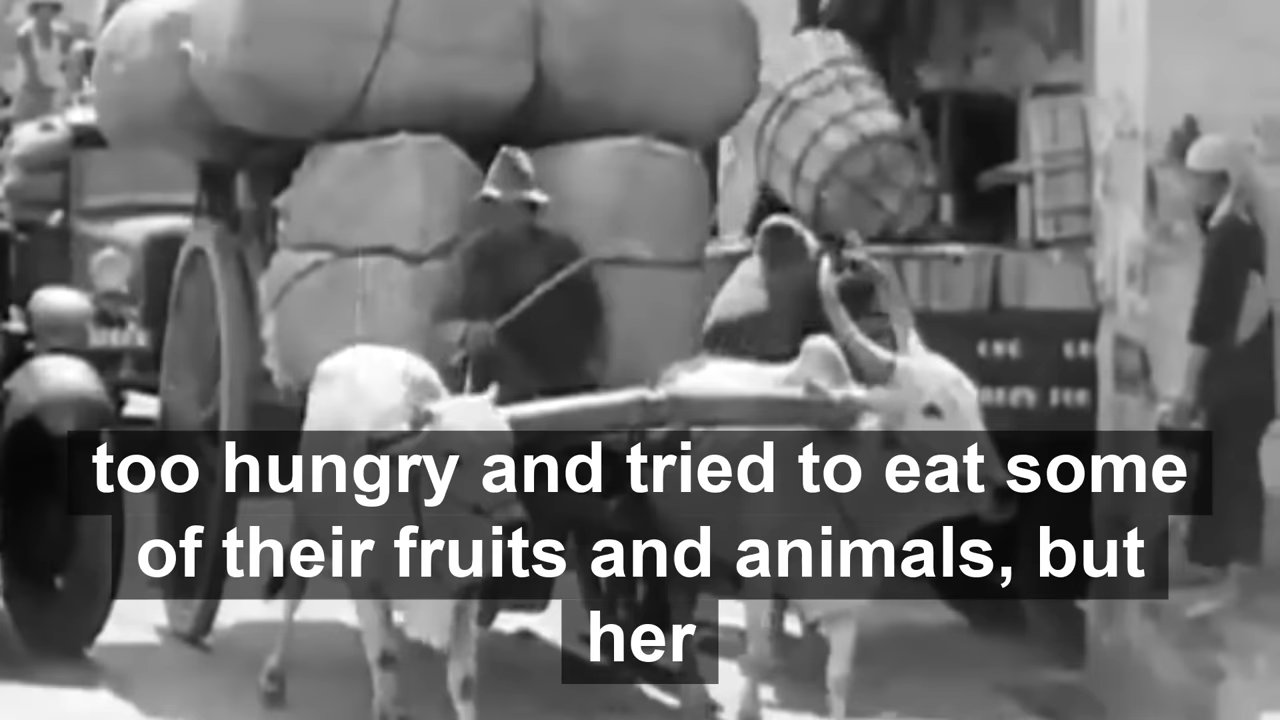 too hungry and tried to eat some
of their fruits and animals, but
her